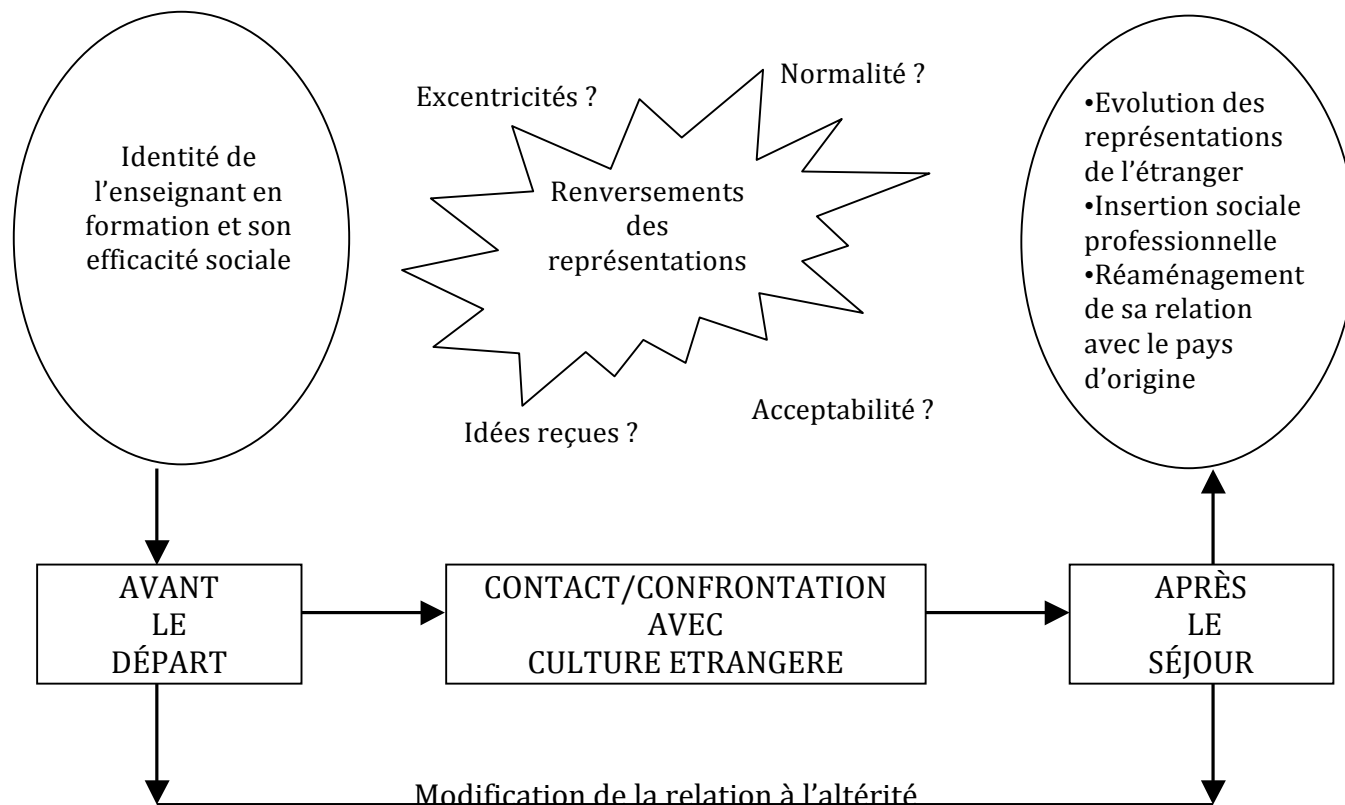 Identité de
l’enseignant en
formation et son
efficacité sociale
Excentricités ?
Normalité ?
Renversements
des
représentations
Idées reçues ?
Acceptabilité ?
•Evolution des
représentations
de l’étranger
•Insertion sociale
professionnelle
•Réaménagement
de sa relation
avec le pays
d’origine
AVANT
LE
DÉPART
CONTACT/CONFRONTATION
AVEC
CULTURE ETRANGERE
APRÈS
LE
SÉJOUR
Modification de la relation à l’altérité